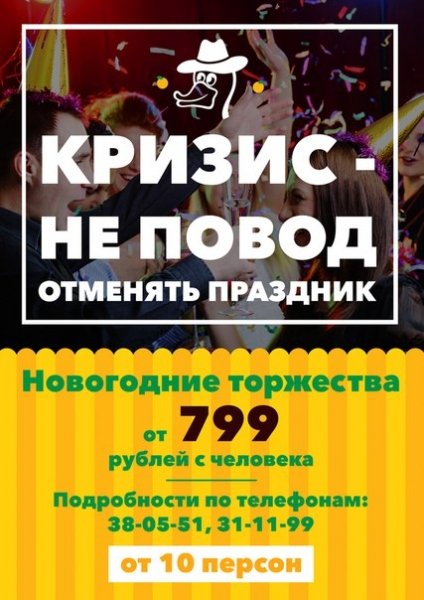 КРИЗИС -
НЕ ПОВОД
ОТМЕНЯТЬ ПРАЗДНИК
Новогодние торжества
от 799
рублей с человека
Подробности по телефонам:
38-05-51, 31-11-99
от 10 персон